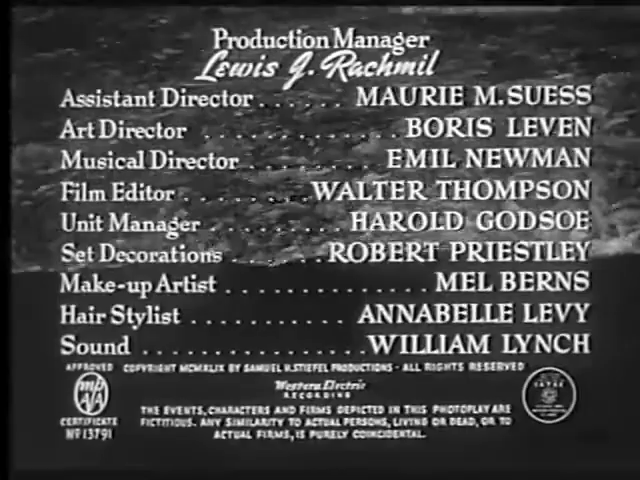 Production Manager
Lewis J. Rachmil
Assistant Director ...... MAURIE M. SUESS
Art Director ............ BORIS LEVEN
Musical Director ......... EMIL NEWMAN
Film Editor ........ WALTER THOMPSON
Unit Manager ......... HAROLD GODSOE
Set Decorations ...... ROBERT PRIESTLEY
Make-up Artist .............. MEL BERNS
Hair Stylist .......... ANNABELLE LEVY
Sound ............... WILLIAM LYNCH
APPROVED COPYRIGHT MCMXLIX BY SAMUEL H. STIEFEL PRODUCTIONS - ALL RIGHTS RESERVED
Western Electric
RECORDING
CERTIFICATE
Nº 13791
THE EVENTS, CHARACTERS AND FIRMS DEPICTED IN THIS PHOTOPLAY ARE
FICTITIOUS. ANY SIMILARITY TO ACTUAL PERSONS, LIVING OR DEAD, OR TO
ACTUAL FIRMS, IS PURELY COINCIDENTAL.
IATSE